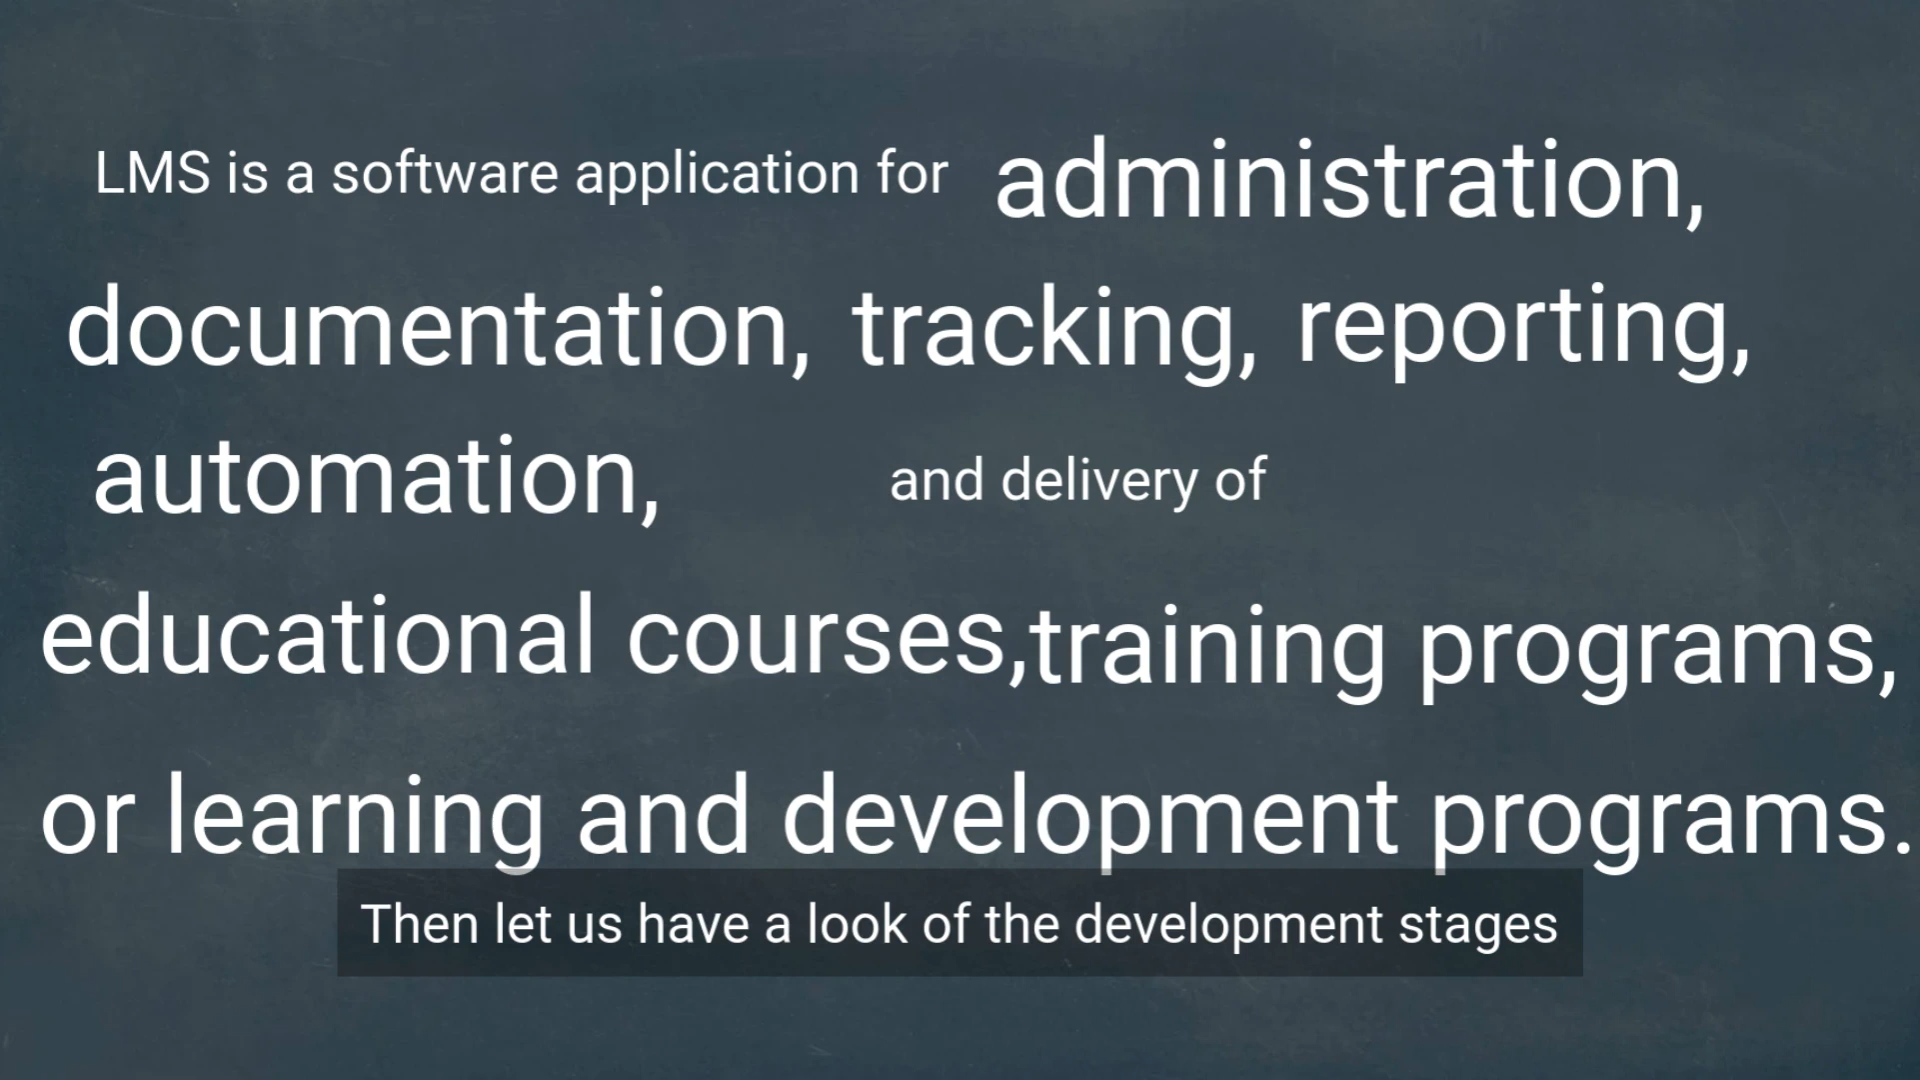 LMS is a software application for administration,
documentation, tracking, reporting,
automation, and delivery of
educational courses,training programs,
or learning and development programs.
Then let us have a look of the development stages